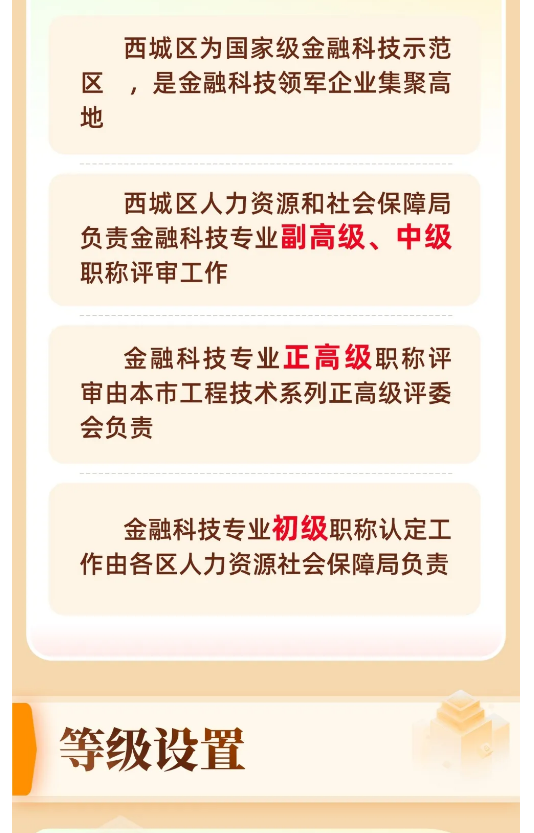 西城区为国家级金融科技示范
区 ，是金融科技领军企业集聚高
地
西城区人力资源和社会保障局
负责金融科技专业副高级、中级
职称评审工作
金融科技专业正高级职称评
审由本市工程技术系列正高级评委
会负责
金融科技专业初级职称认定工
作由各区人力资源社会保障局负责
等级设置